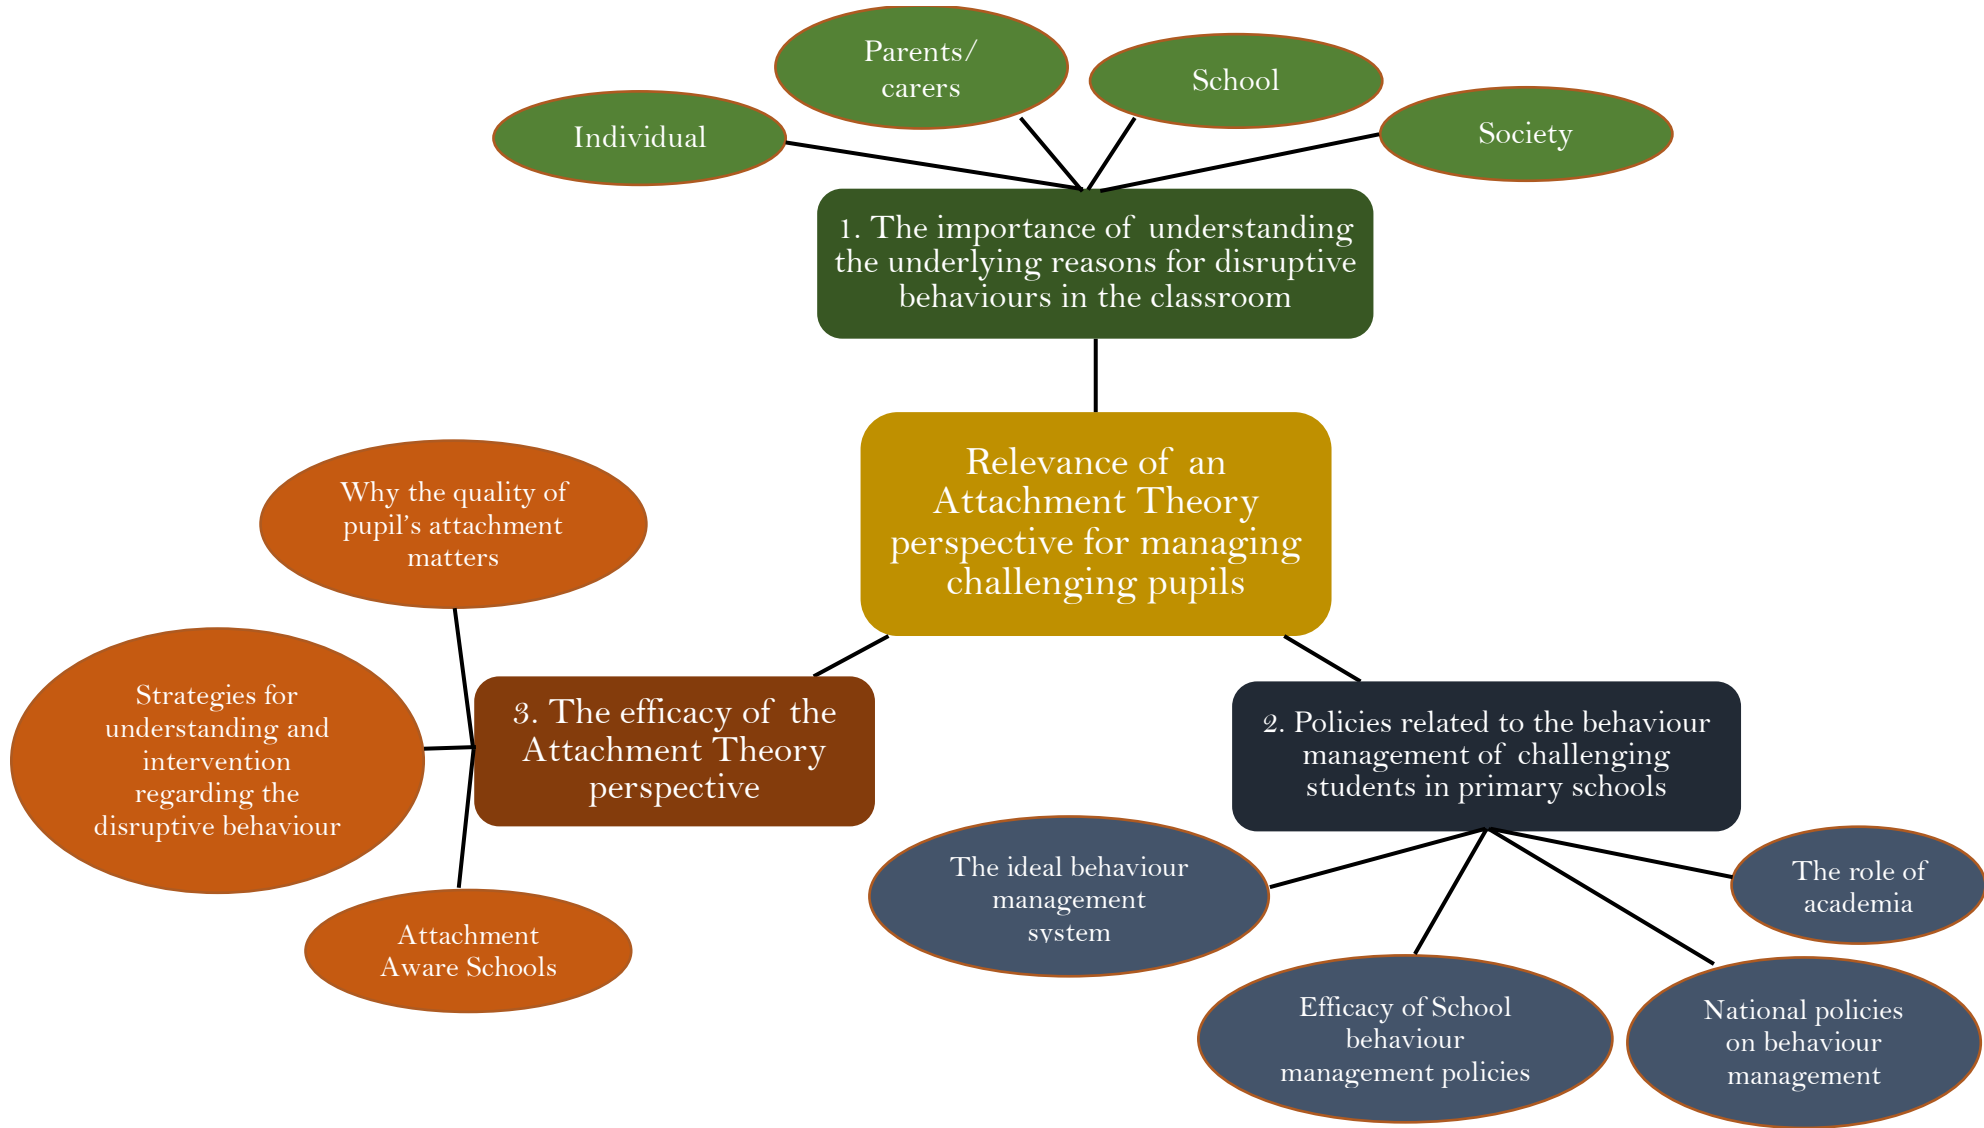 Parents/
carers
School
Individual
Society
1. The importance of understanding
the underlying reasons for disruptive
behaviours in the classroom
Relevance of an
Attachment Theory
perspective for managing
challenging pupils
Why the quality of
pupil’s attachment
matters
Strategies for
understanding and
intervention
regarding the
disruptive behaviour
3. The efficacy of the
Attachment Theory
perspective
Attachment
Aware Schools
2. Policies related to the behaviour
management of challenging
students in primary schools
The ideal behaviour
management
system
The role of
academia
Efficacy of School
behaviour
management policies
National policies
on behaviour
management